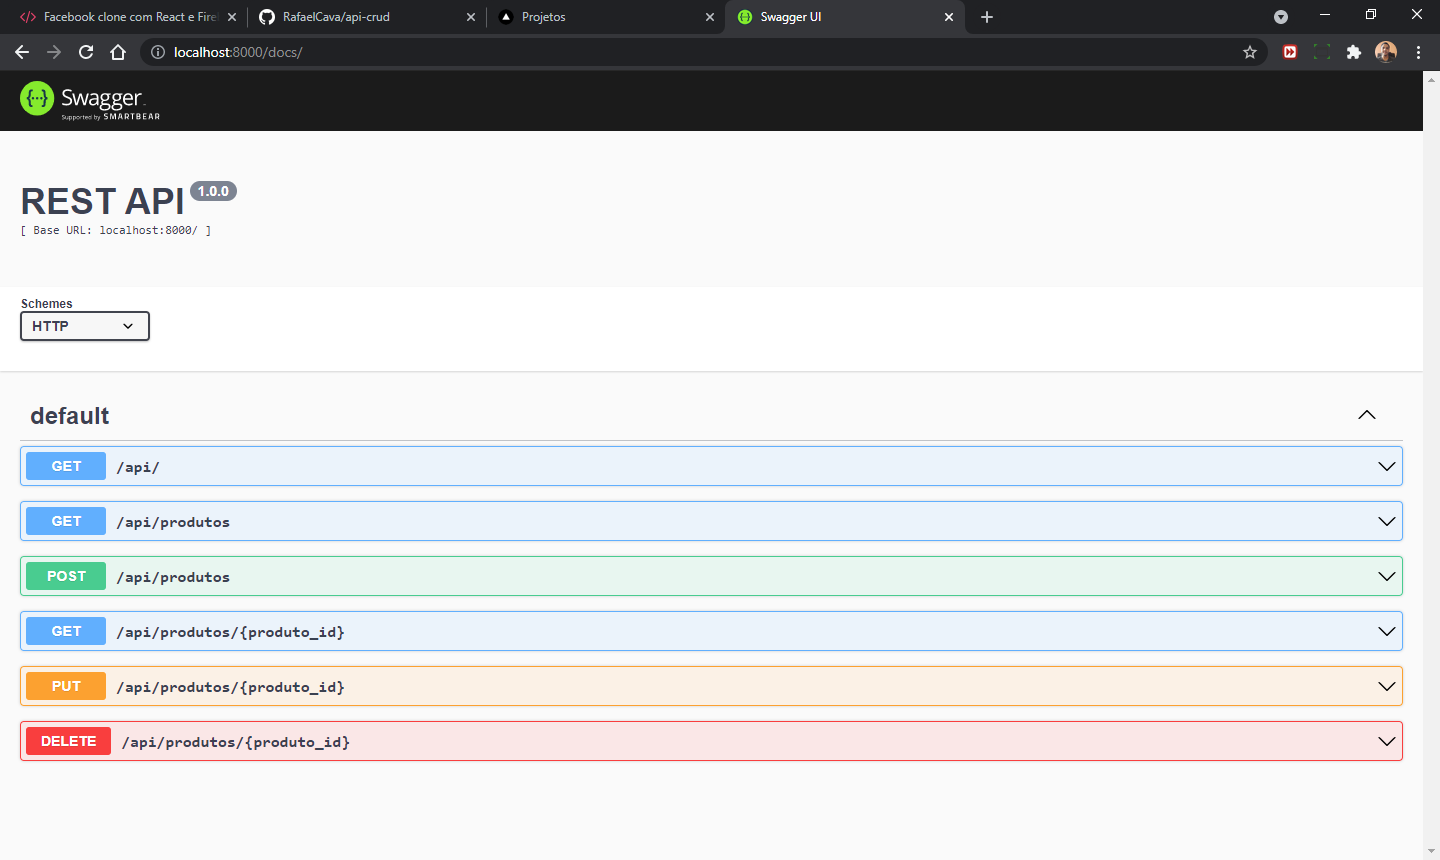 Facebook clone com React e Fire
RafaelCava/api-crud
Projetos
Swagger UI
localhost:8000/docs/
Swagger
Supported by SMARTBEAR
REST API 1.0.0
[ Base URL: localhost:8000/ ]
Schemes
HTTP
default
GET /api/
GET /api/produtos
POST /api/produtos
GET /api/produtos/{produto_id}
PUT /api/produtos/{produto_id}
DELETE /api/produtos/{produto_id}